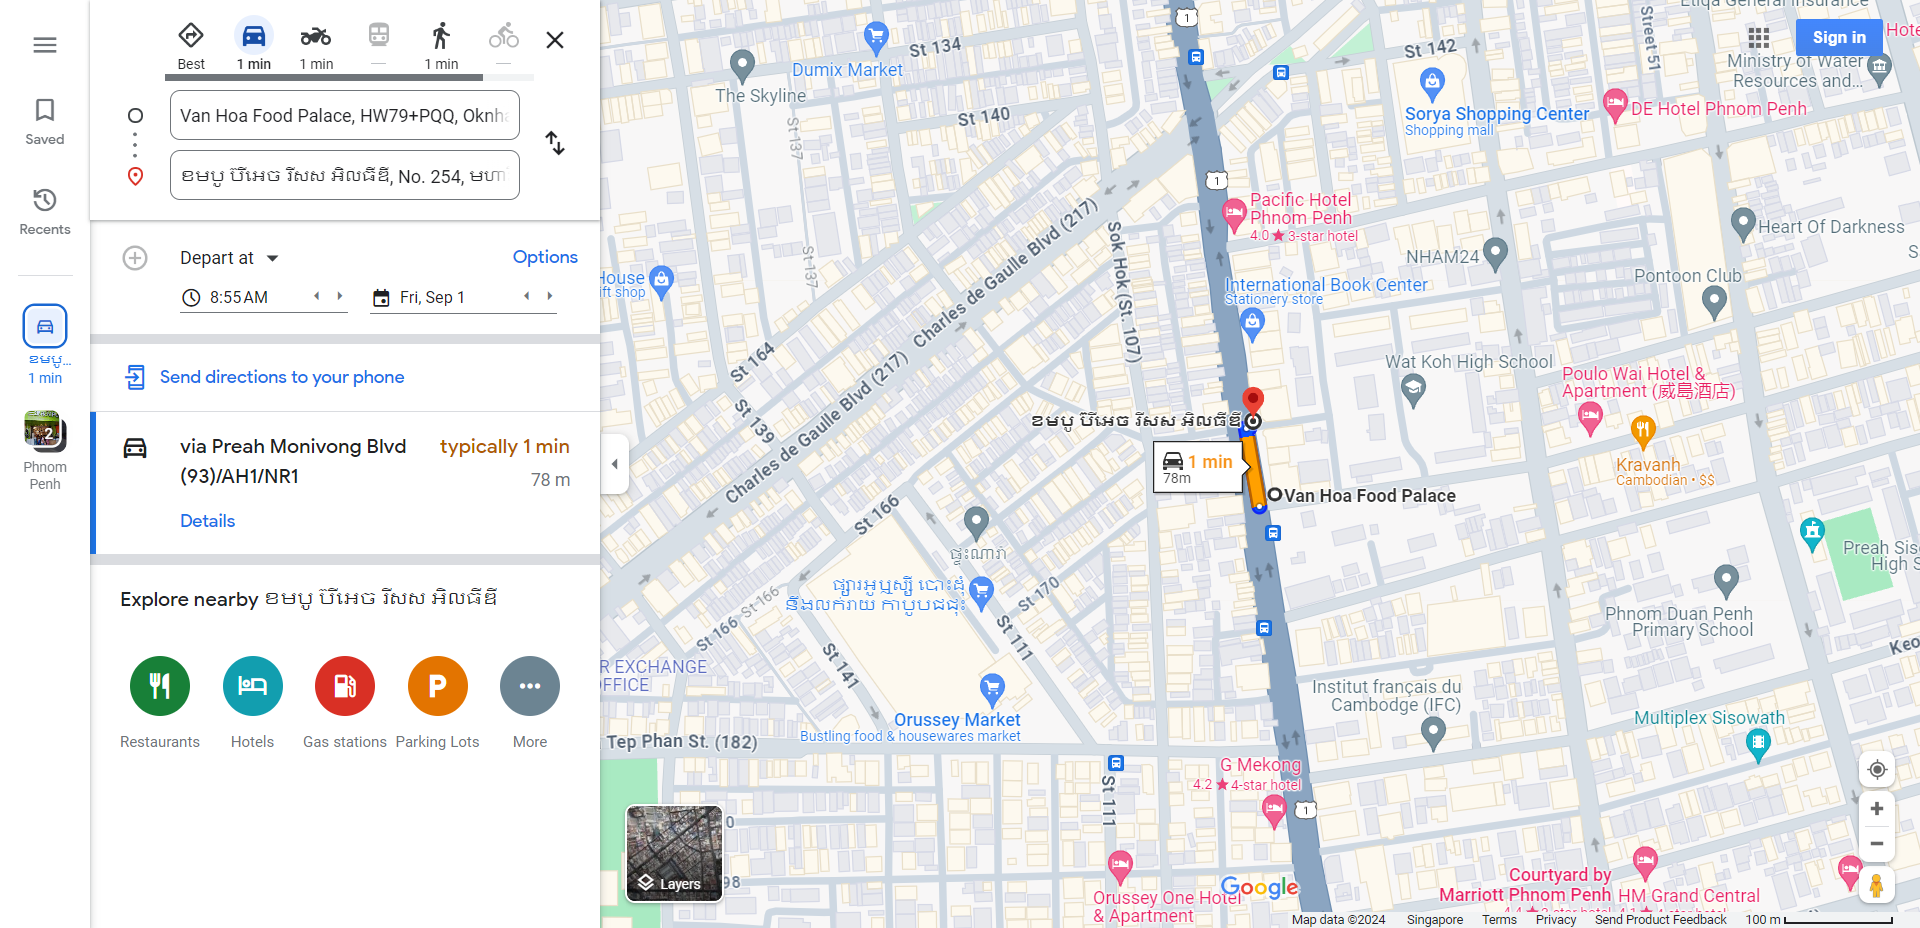 Best
1 min
1 min
—
1 min
—
Saved
Recents
ខមបូ...
1 min
2
Phnom
Penh
Van Hoa Food Palace, HW79+PQQ, Oknha
ខមបូ ប៊ីអេច រីសស អិលធីឌី, No. 254, មហា
Depart at
Options
8:55 AM
Fri, Sep 1
Send directions to your phone
via Preah Monivong Blvd
(93)/AH1/NR1
typically 1 min
78 m
Details
Explore nearby ខមបូ ប៊ីអេច រីសស អិលធីឌី
Restaurants
Hotels
Gas stations
P
Parking Lots
More
Etiqa General Insurance
Sign in
Hote
St 134
St 142
Street 51
Dumix Market
The Skyline
Ministry of Water
Resources and...
Sorya Shopping Center
Shopping mall
DE Hotel Phnom Penh
St 140
St 137
1
1
Pacific Hotel
Phnom Penh
4.0 ★ 3-star hotel
Heart Of Darkness
NHAM24
Pontoon Club
S
House
ift shop
St 137
Charles de Gaulle Blvd (217)
Sok Hok (St. 107)
International Book Center
Stationery store
St 164
Wat Koh High School
Poulo Wai Hotel &
Apartment (威島酒店)
St 139
Charles de Gaulle Blvd (217)
ខមបូ ប៊ីអេច រីសស អិលធីឌី
1 min
78m
Van Hoa Food Palace
Kravanh
Cambodian • $$
St 166
ផ្ទះណារ៉ា
Preah Sis
High S
ផ្សារអូឬស្សី បោះដុំ
និងលក់រាយ កាបូបជជុះ
St 170
St 166
St 166
St 111
St 141
Phnom Duan Penh
Primary School
Keo
R EXCHANGE
OFFICE
Institut français du
Cambodge (IFC)
Multiplex Sisowath
Orussey Market
Bustling food & housewares market
Tep Phan St. (182)
St 111
G Mekong
4.2 ★ 4-star hotel
1
0
98
Layers
Orussey One Hotel
& Apartment
Google
Courtyard by
Marriott Phnom Penh
HM Grand Central
Map data ©2024
Singapore
Terms
Privacy
Send Product Feedback
100 m